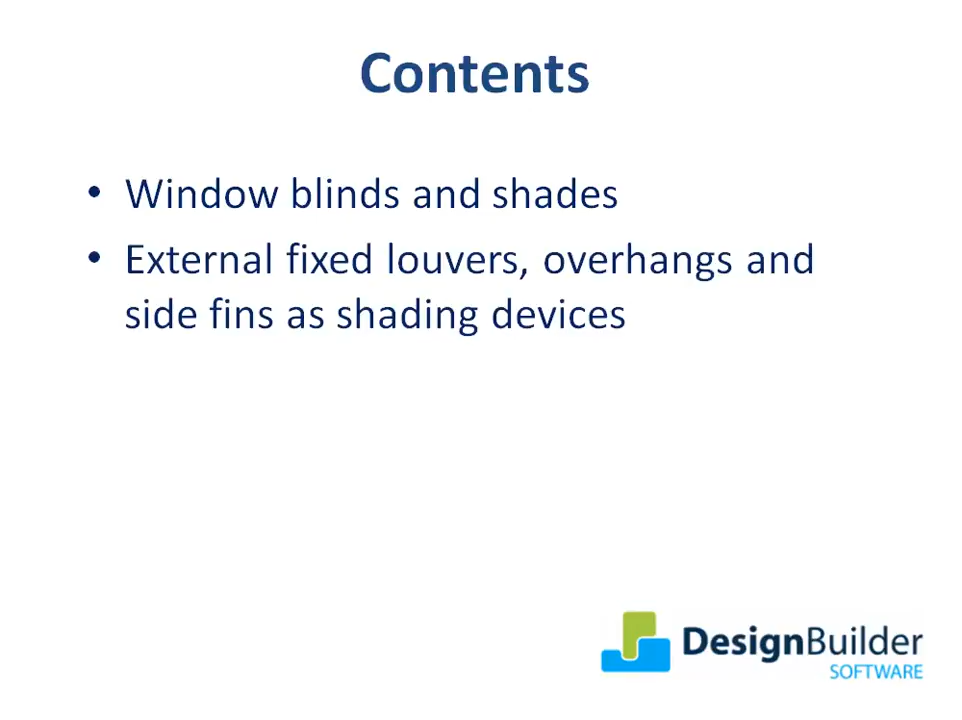 Contents
• Window blinds and shades
• External fixed louvers, overhangs and
side fins as shading devices
DesignBuilder
SOFTWARE